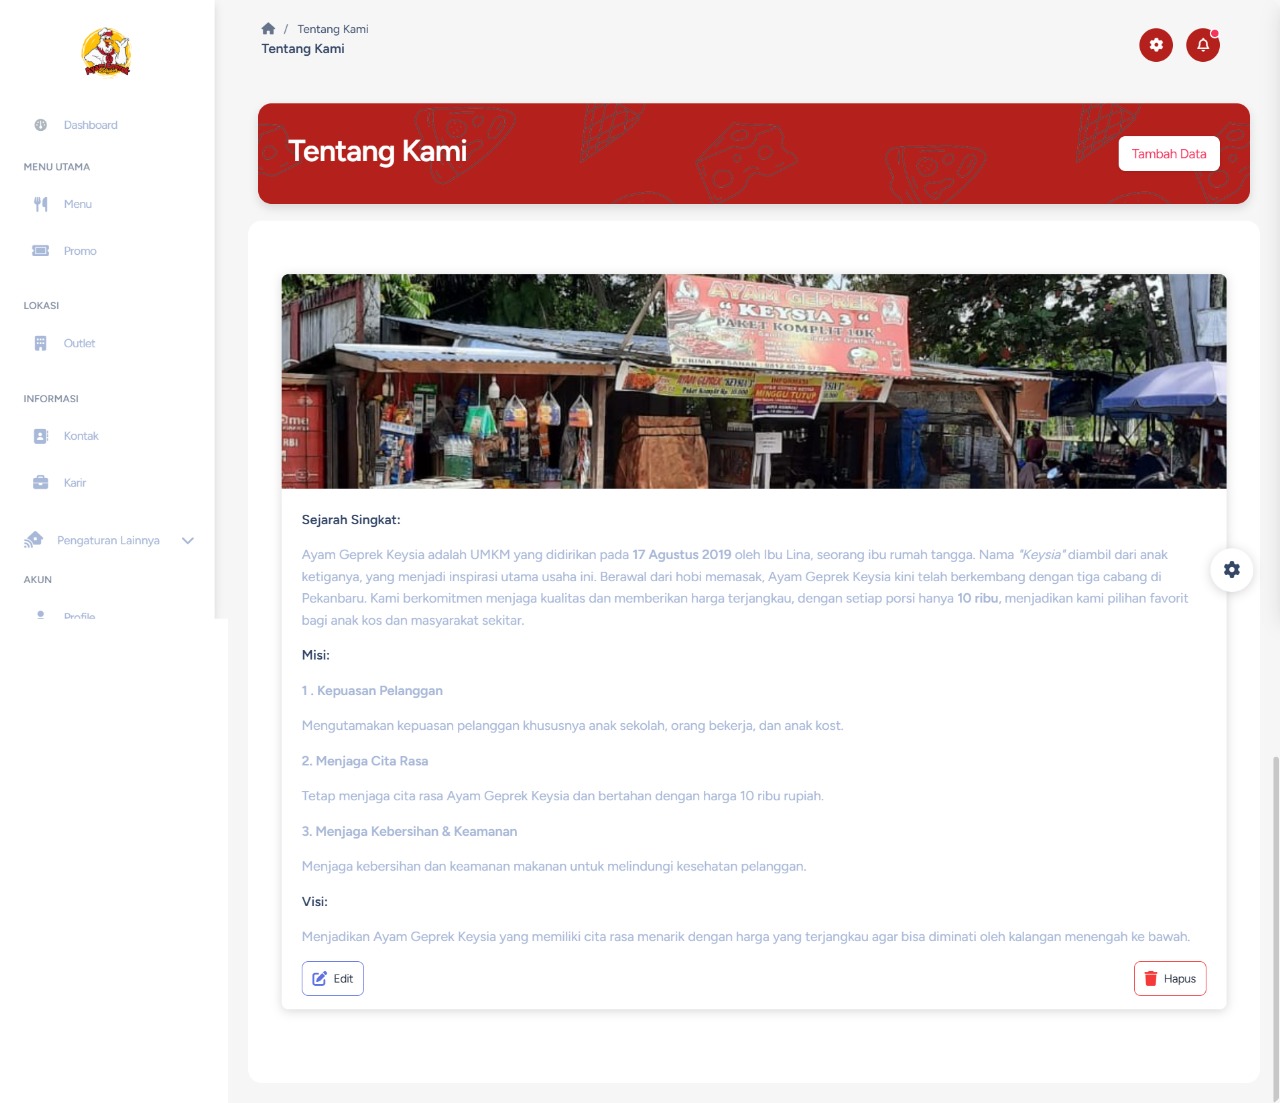 Dashboard
MENU UTAMA
Menu
Promo
LOKASI
Outlet
INFORMASI
Kontak
Karir
Pengaturan Lainnya
AKUN
Profile
/ Tentang Kami
Tentang Kami
Tentang Kami
Tambah Data
AYAM GEPREK
“ KEYSIA 3 “
PAKET KOMPLIT 10K
TERIMA PESANAN
AYAM GEPREK
MINGGU TUTUP
Sejarah Singkat:
Ayam Geprek Keysia adalah UMKM yang didirikan pada 17 Agustus 2019 oleh Ibu Lina, seorang ibu rumah tangga. Nama "Keysia" diambil dari anak
ketiganya, yang menjadi inspirasi utama usaha ini. Berawal dari hobi memasak, Ayam Geprek Keysia kini telah berkembang dengan tiga cabang di
Pekanbaru. Kami berkomitmen menjaga kualitas dan memberikan harga terjangkau, dengan setiap porsi hanya 10 ribu, menjadikan kami pilihan favorit
bagi anak kos dan masyarakat sekitar.
Misi:
1 . Kepuasan Pelanggan
Mengutamakan kepuasan pelanggan khususnya anak sekolah, orang bekerja, dan anak kost.
2. Menjaga Cita Rasa
Tetap menjaga cita rasa Ayam Geprek Keysia dan bertahan dengan harga 10 ribu rupiah.
3. Menjaga Kebersihan & Keamanan
Menjaga kebersihan dan keamanan makanan untuk melindungi kesehatan pelanggan.
Visi:
Menjadikan Ayam Geprek Keysia yang memiliki cita rasa menarik dengan harga yang terjangkau agar bisa diminati oleh kalangan menengah ke bawah.
Edit
Hapus